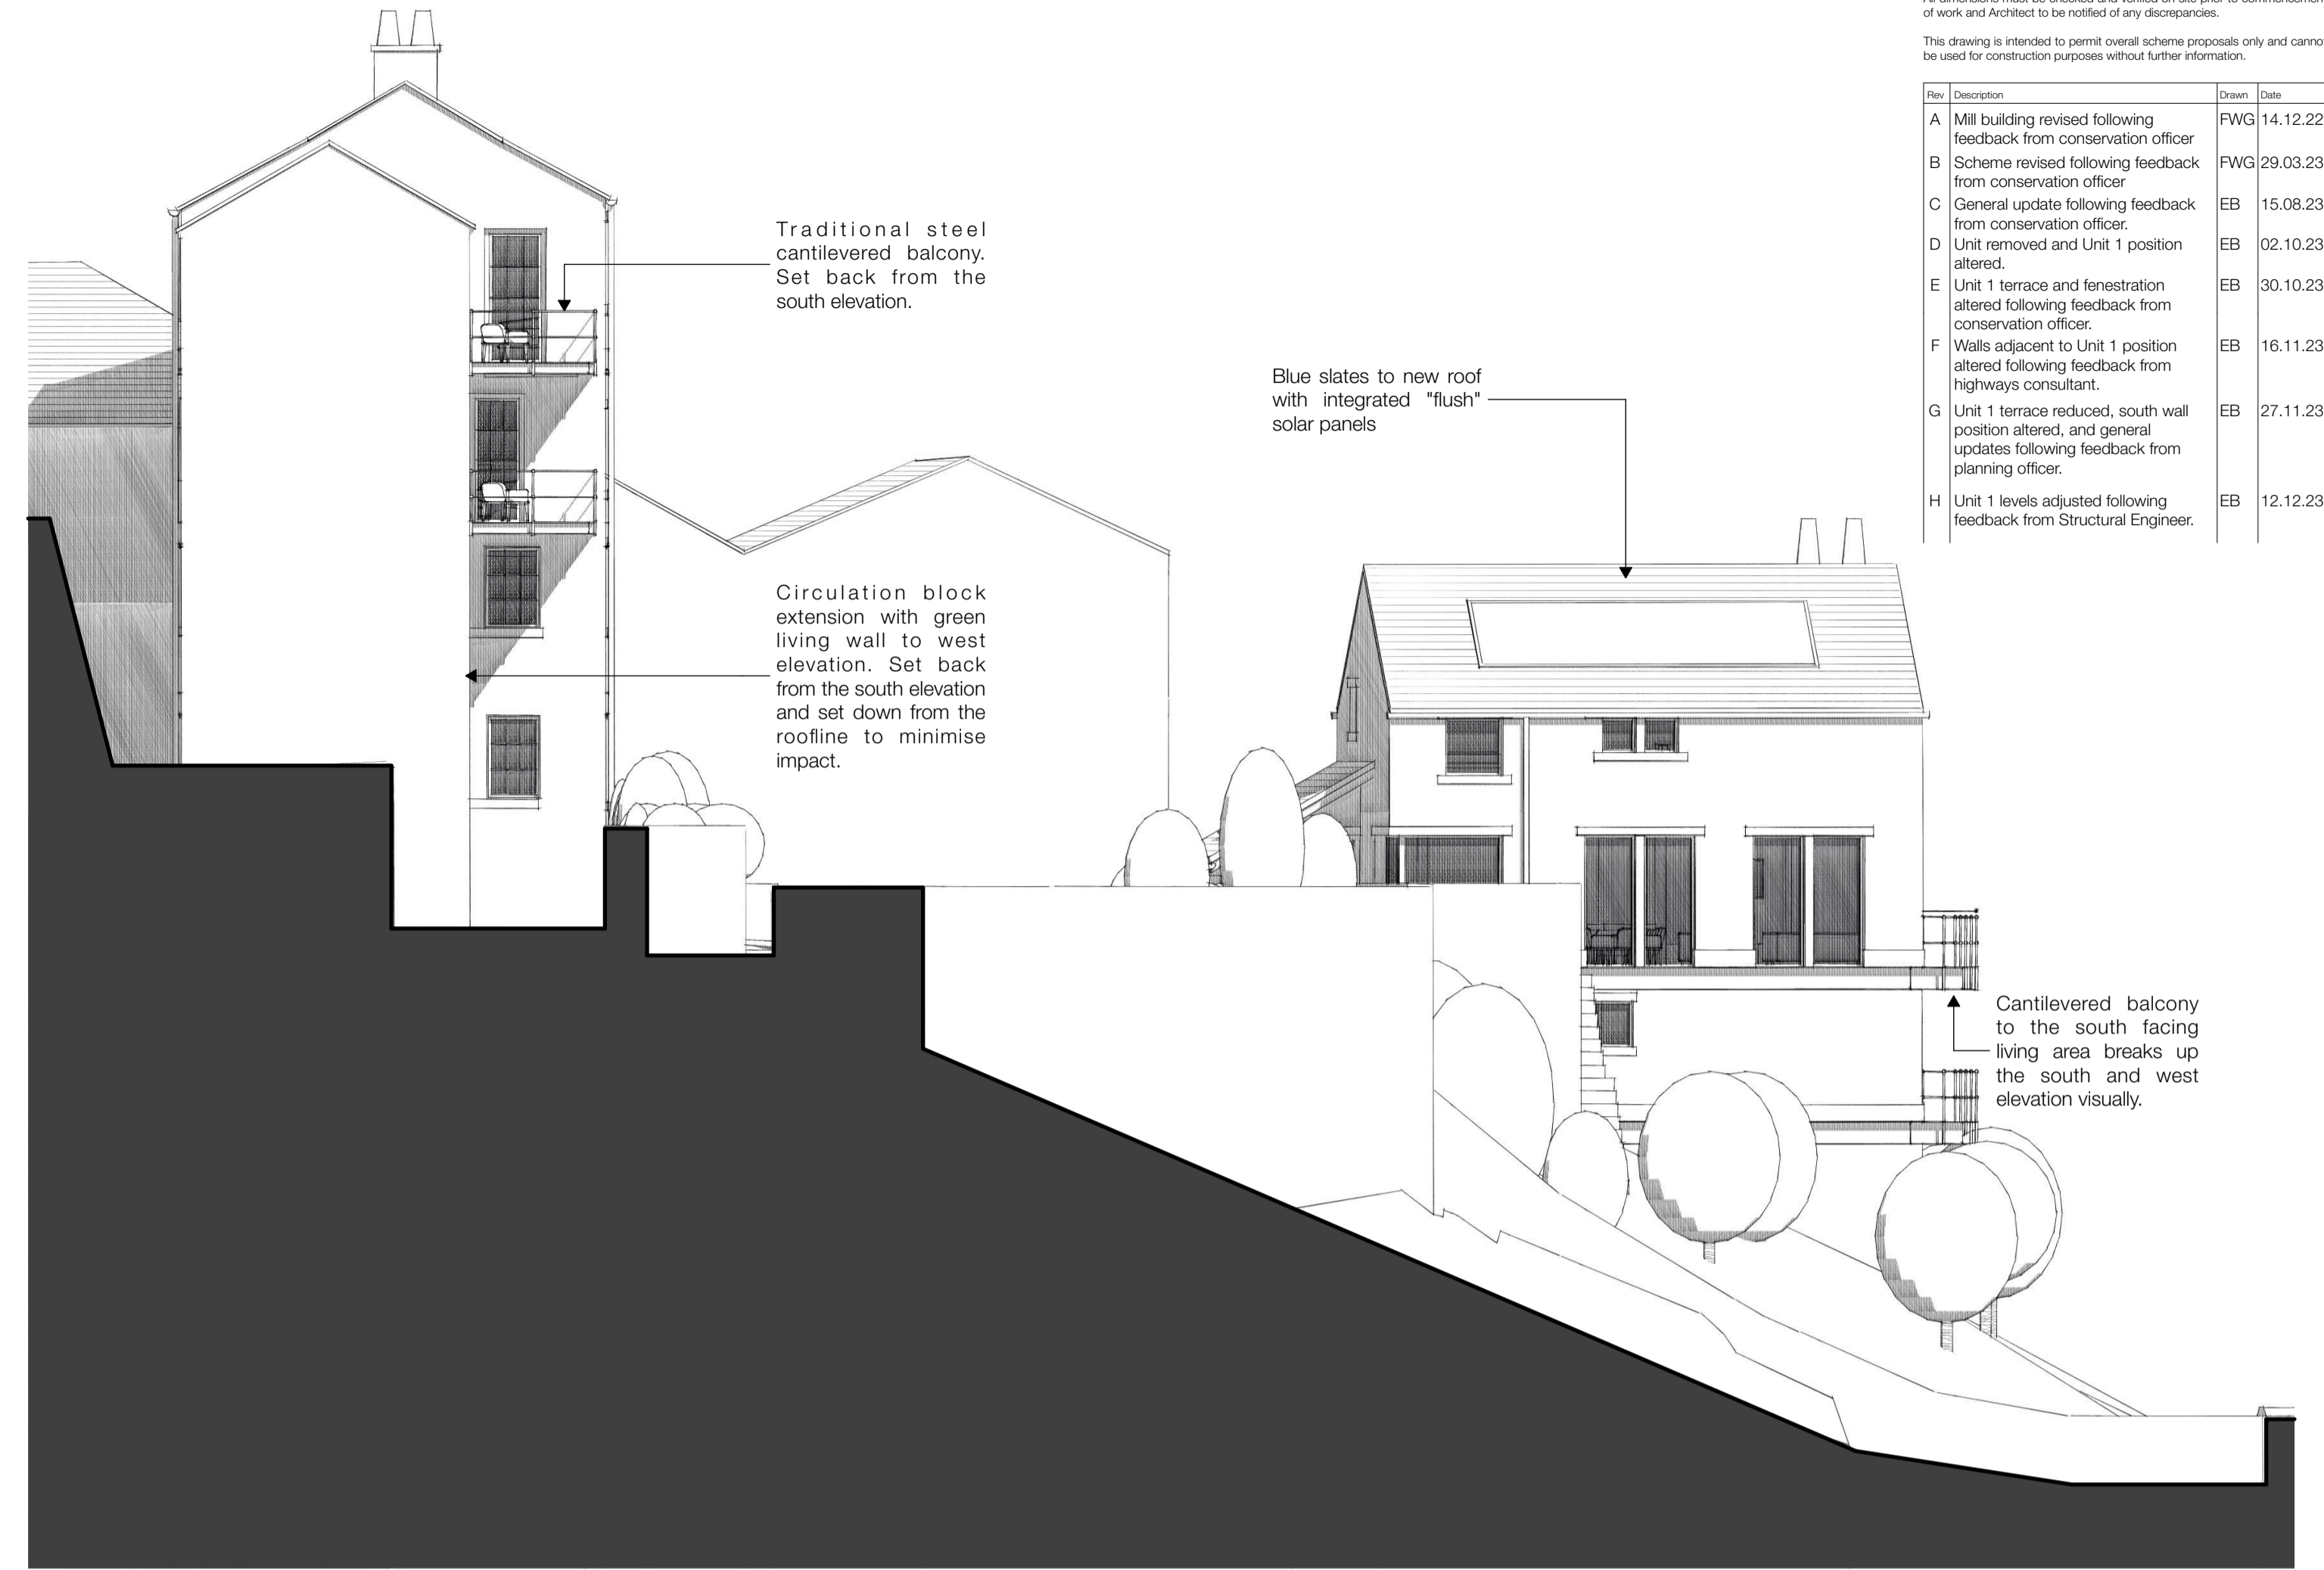 of work and Architect to be notified of any discrepancies.
This drawing is intended to permit overall scheme proposals only and
be used for construction purposes without further information.
Rev Description Drawn Date
A Mill building revised following FWG 14.12.22
feedback from conservation officer
B Scheme revised following feedback FWG 29.03.23
from conservation officer
C General update following feedback EB 15.08.23
from conservation officer.
D Unit removed and Unit 1 position EB 02.10.23
altered.
E Unit 1 terrace and fenestration EB 30.10.23
altered following feedback from
conservation officer.
F Walls adjacent to Unit 1 position EB 16.11.23
altered following feedback from
highways consultant.
G Unit 1 terrace reduced, south wall EB 27.11.23
position altered, and general
updates following feedback from
planning officer.
H Unit 1 levels adjusted following EB 12.12.23
feedback from Structural Engineer.
Traditional steel
cantilevered balcony.
Set back from the
south elevation.
Blue slates to new roof
with integrated "flush"
solar panels
Circulation block
extension with green
living wall to west
elevation. Set back
from the south elevation
and set down from the
roofline to minimise
impact.
Cantilevered balcony
to the south facing
living area breaks up
the south and west
elevation visually.